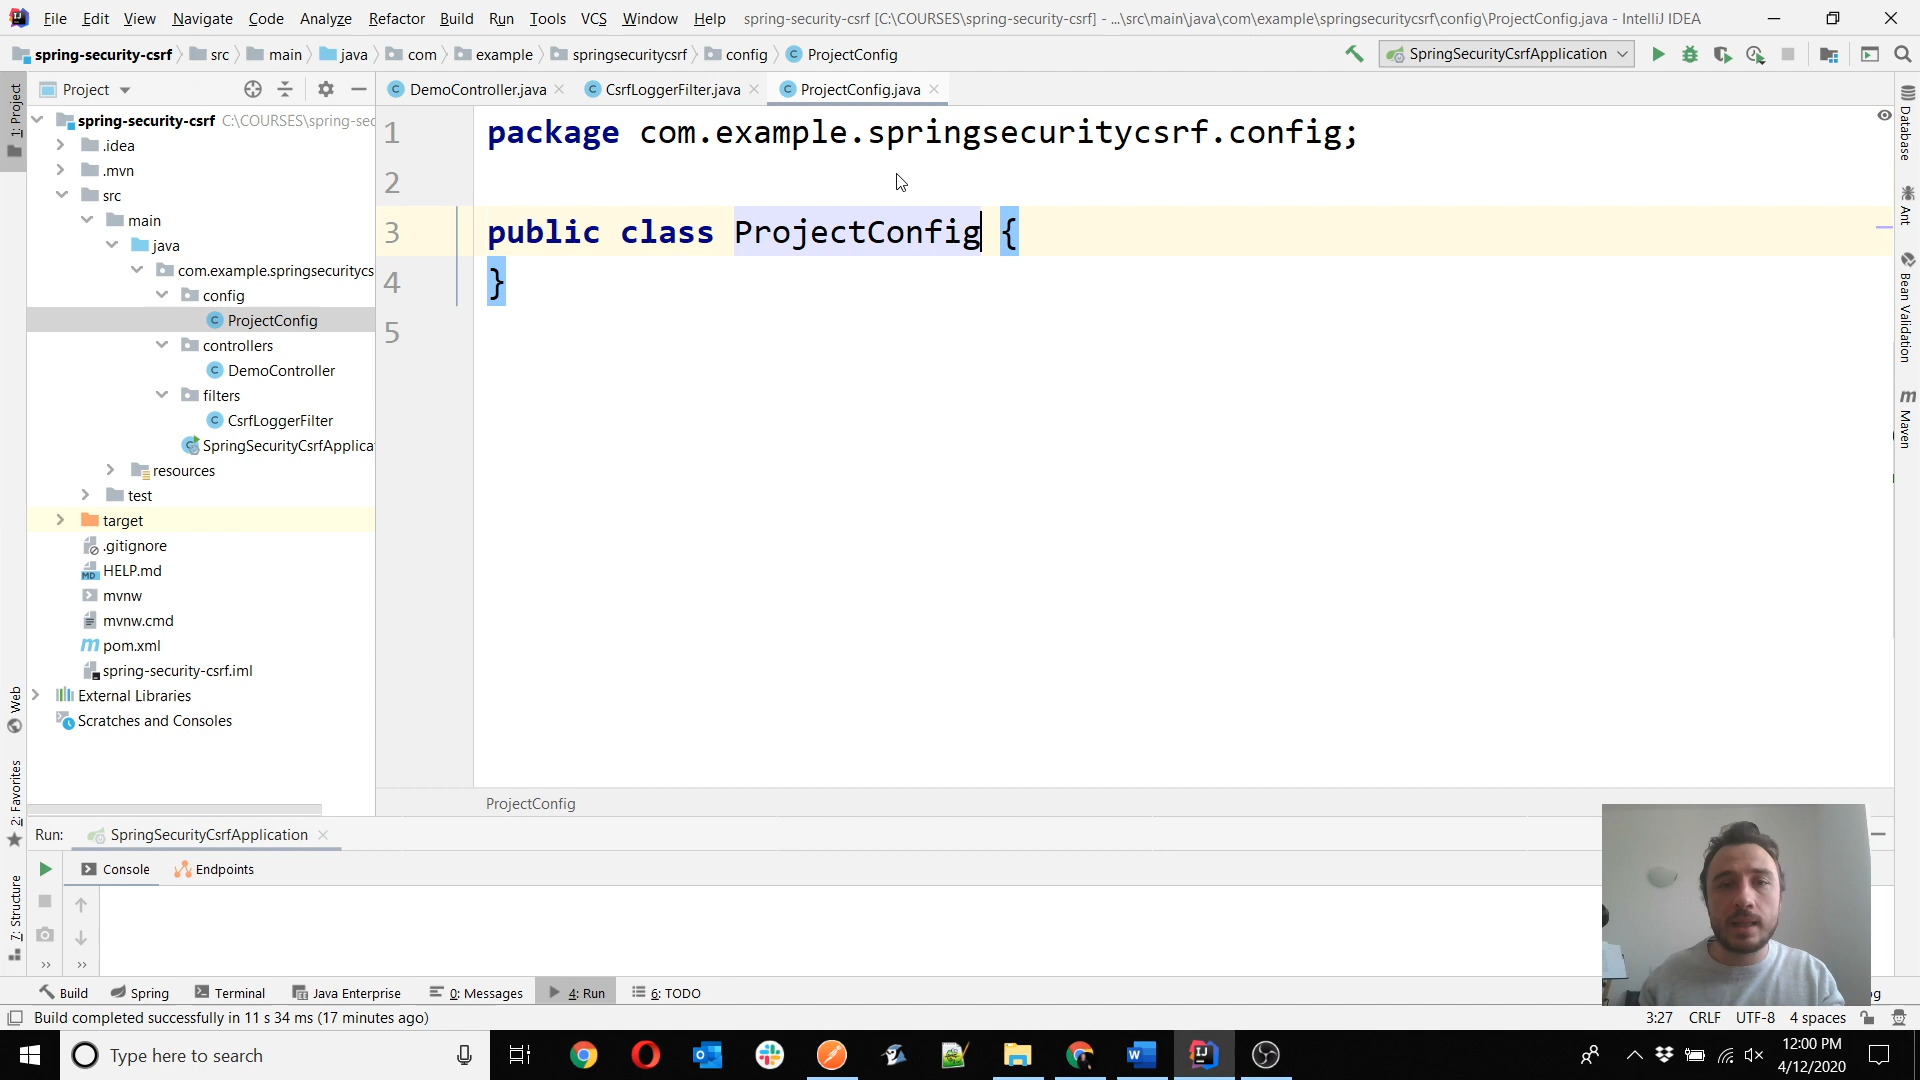 File Edit View Navigate Code Analyze Refactor Build Run Tools VCS Window Help spring-security-csrf [C:\COURSES\spring-security-csrf] - ...\src\main\java\com\example\springsecuritycsrf\config\ProjectConfig.java - IntelliJ IDEA
spring-security-csrf src main java com example springsecuritycsrf config ProjectConfig SpringSecurityCsrfApplication
1: Project
Project
DemoController.java CsrfLoggerFilter.java ProjectConfig.java
spring-security-csrf C:\COURSES\spring-sec
.idea
.mvn
src
main
java
com.example.springsecuritycs
config
ProjectConfig
controllers
DemoController
filters
CsrfLoggerFilter
SpringSecurityCsrfApplica
resources
test
target
.gitignore
HELP.md
mvnw
mvnw.cmd
pom.xml
spring-security-csrf.iml
External Libraries
Scratches and Consoles
1 package com.example.springsecuritycsrf.config;
2
3 public class ProjectConfig {
4 }
5
Database
Ant
Bean Validation
Maven
Web
2: Favorites
7: Structure
ProjectConfig
Run: SpringSecurityCsrfApplication
Console Endpoints
Build Spring Terminal Java Enterprise 0: Messages 4: Run 6: TODO
Build completed successfully in 11 s 34 ms (17 minutes ago) 3:27 CRLF UTF-8 4 spaces
Type here to search
12:00 PM
4/12/2020